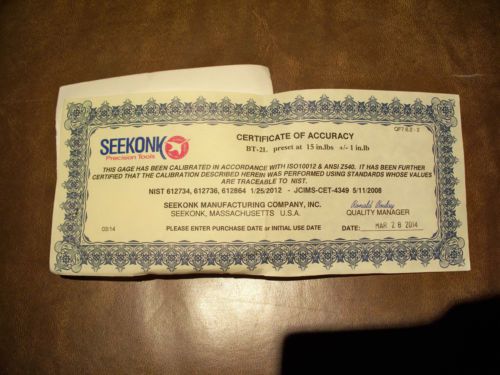 QF7.6.2 - 2
SEEKONK
Precision Tools
CERTIFICATE OF ACCURACY
BT-2L preset at 15 in.lbs +/- 1 in.lb
THIS GAGE HAS BEEN CALIBRATED IN ACCORDANCE WITH ISO10012 & ANSI Z540. IT HAS BEEN FURTHER
CERTIFIED THAT THE CALIBRATION DESCRIBED HEREIN WAS PERFORMED USING STANDARDS WHOSE VALUES
ARE TRACEABLE TO NIST.
NIST 612734, 612736, 612864 1/25/2012 - JCIMS-CET-4349 5/11/2008
SEEKONK MANUFACTURING COMPANY, INC.
SEEKONK, MASSACHUSETTS U.S.A.
QUALITY MANAGER
03/14
PLEASE ENTER PURCHASE DATE or INITIAL USE DATE
DATE: MAR 28 2014